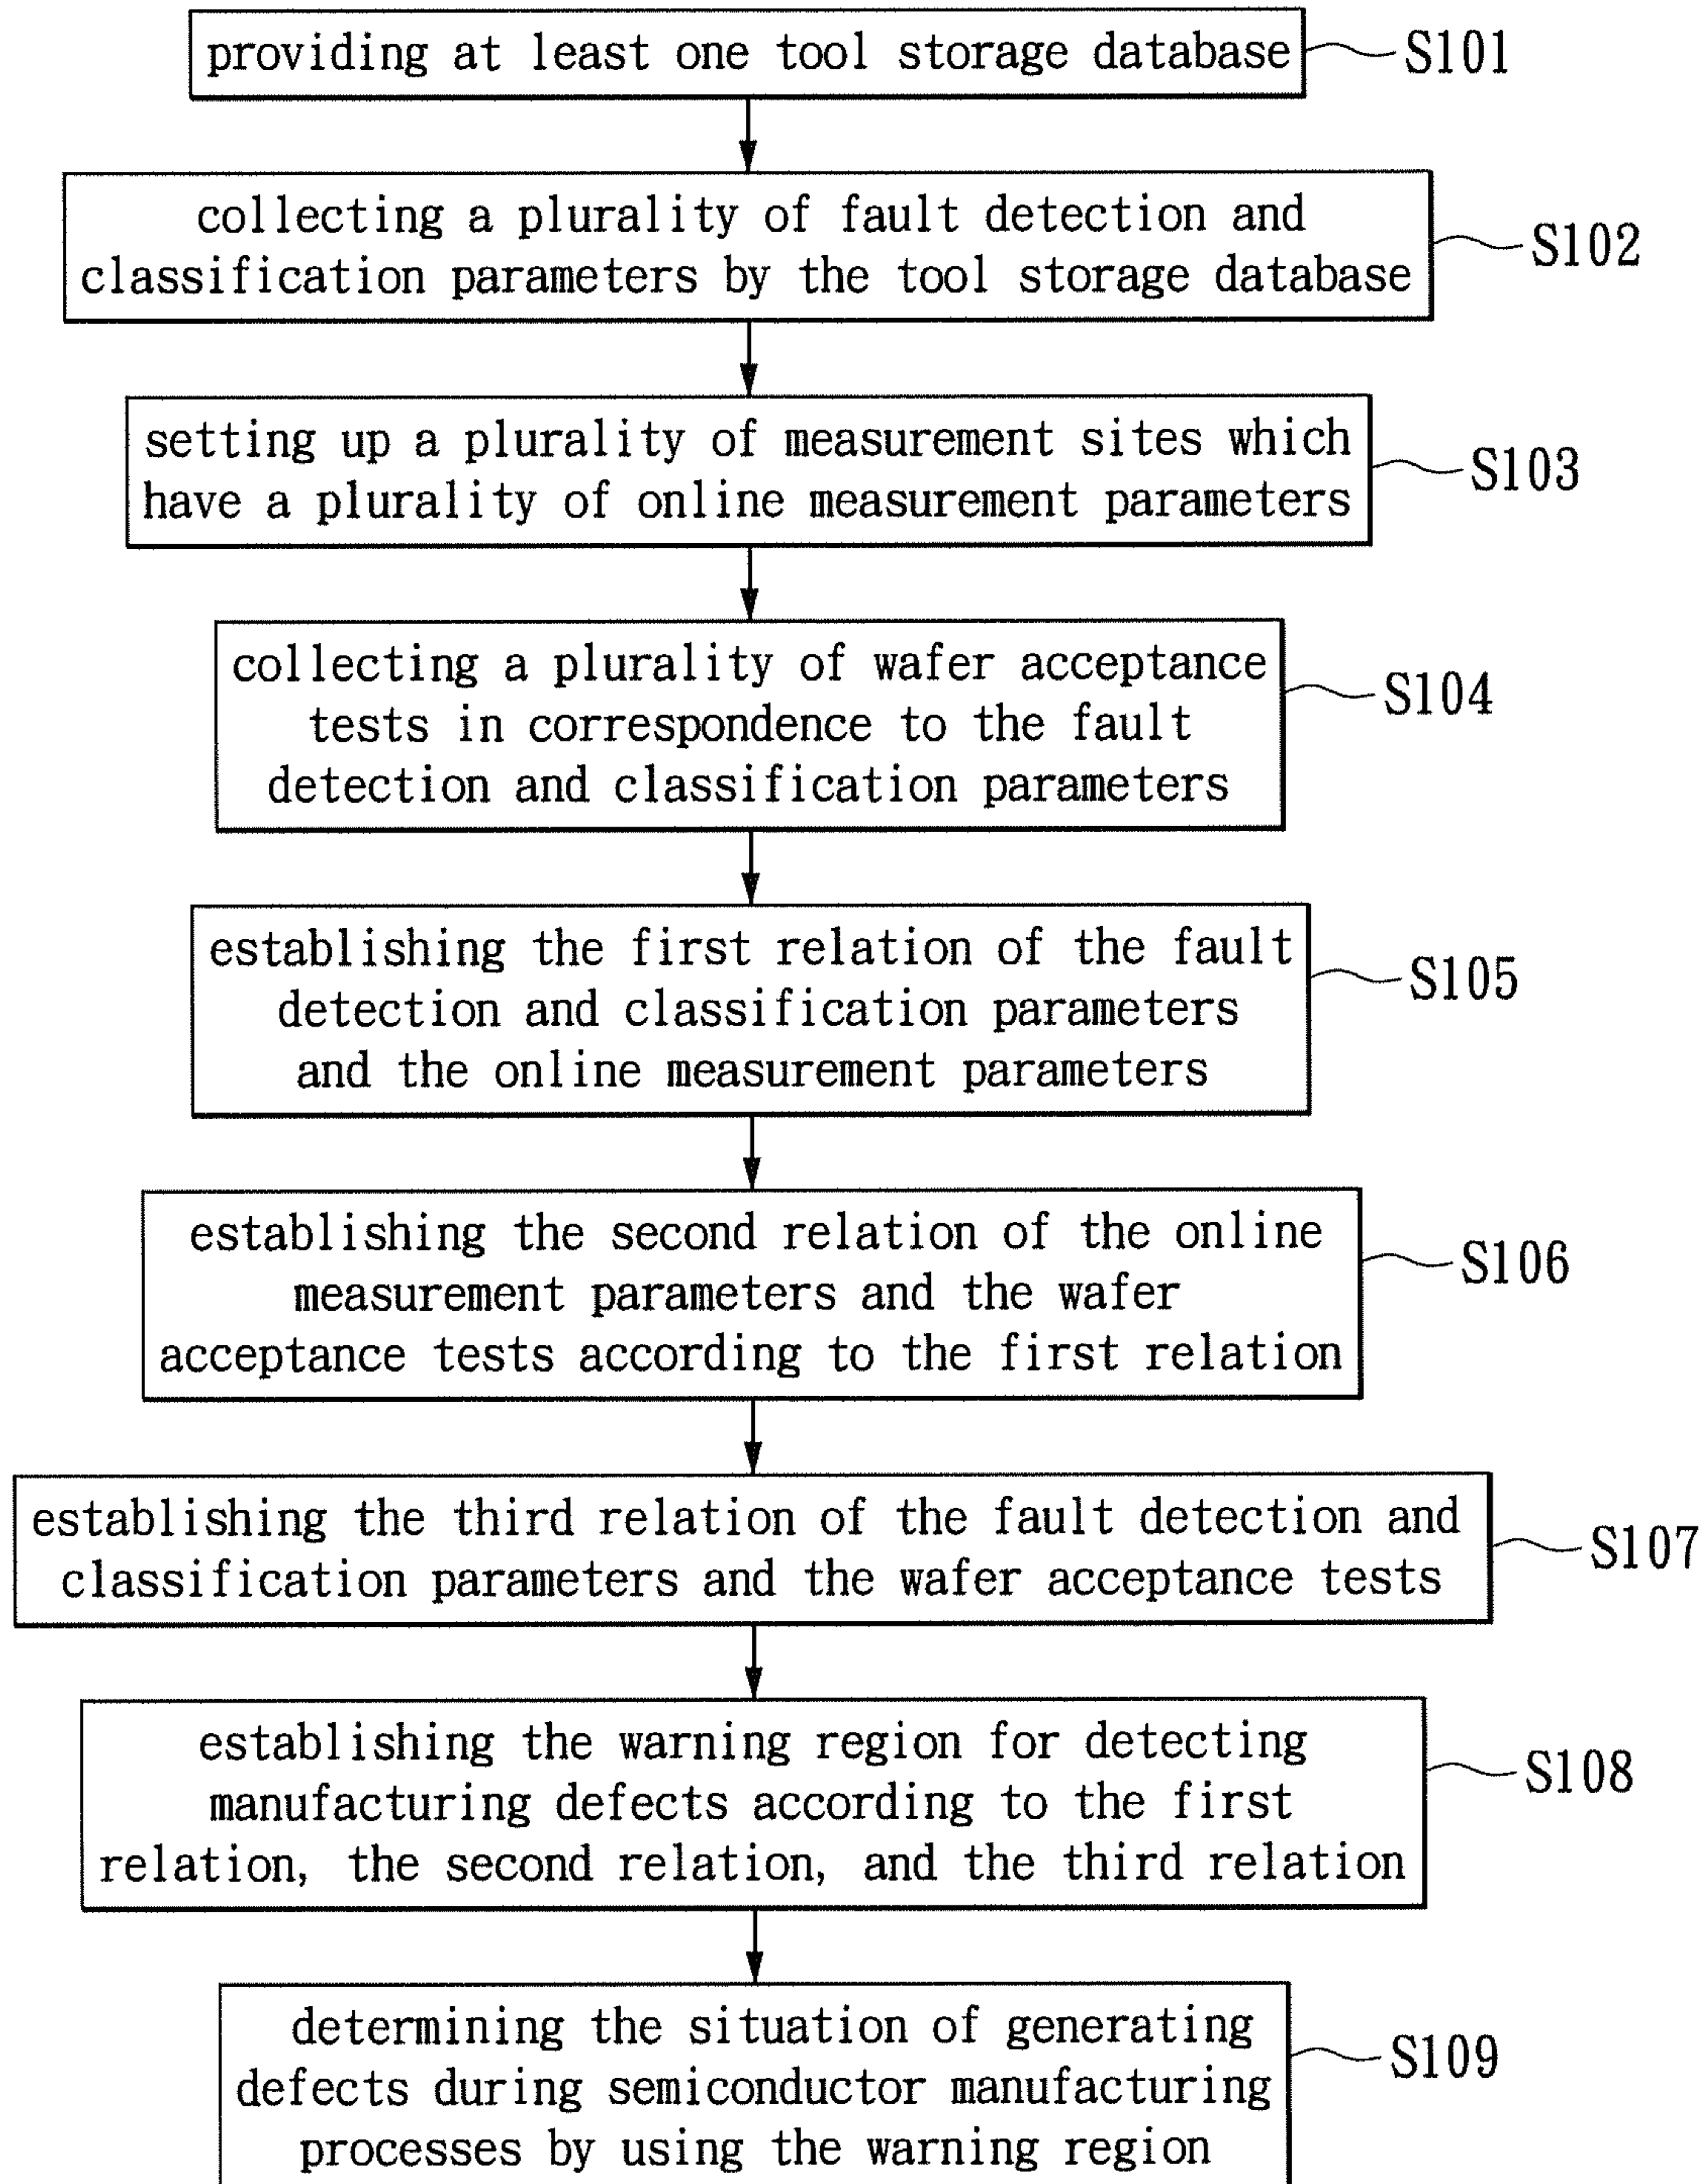 providing at least one tool storage database
S101
collecting a plurality of fault detection and
classification parameters by the tool storage database
S102
setting up a plurality of measurement sites which
have a plurality of online measurement parameters
S103
collecting a plurality of wafer acceptance
tests in correspondence to the fault
detection and classification parameters
S104
establishing the first relation of the fault
detection and classification parameters
and the online measurement parameters
S105
establishing the second relation of the online
measurement parameters and the wafer
acceptance tests according to the first relation
S106
establishing the third relation of the fault detection and
classification parameters and the wafer acceptance tests
S107
establishing the warning region for detecting
manufacturing defects according to the first
relation, the second relation, and the third relation
S108
determining the situation of generating
defects during semiconductor manufacturing
processes by using the warning region
S109